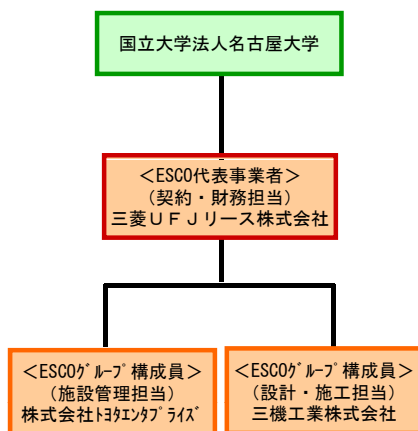 国立大学法人名古屋大学
＜ESCO代表事業者＞
（契約・財務担当）
三菱ＵＦＪリース株式会社
＜ESCOｸﾞﾙｰﾌﾟ構成員＞
（施設管理担当）
株式会社ﾄﾖﾀｴﾝﾀﾌﾟﾗｲｽﾞ
＜ESCOｸﾞﾙｰﾌﾟ構成員＞
（設計・施工担当）
三機工業株式会社